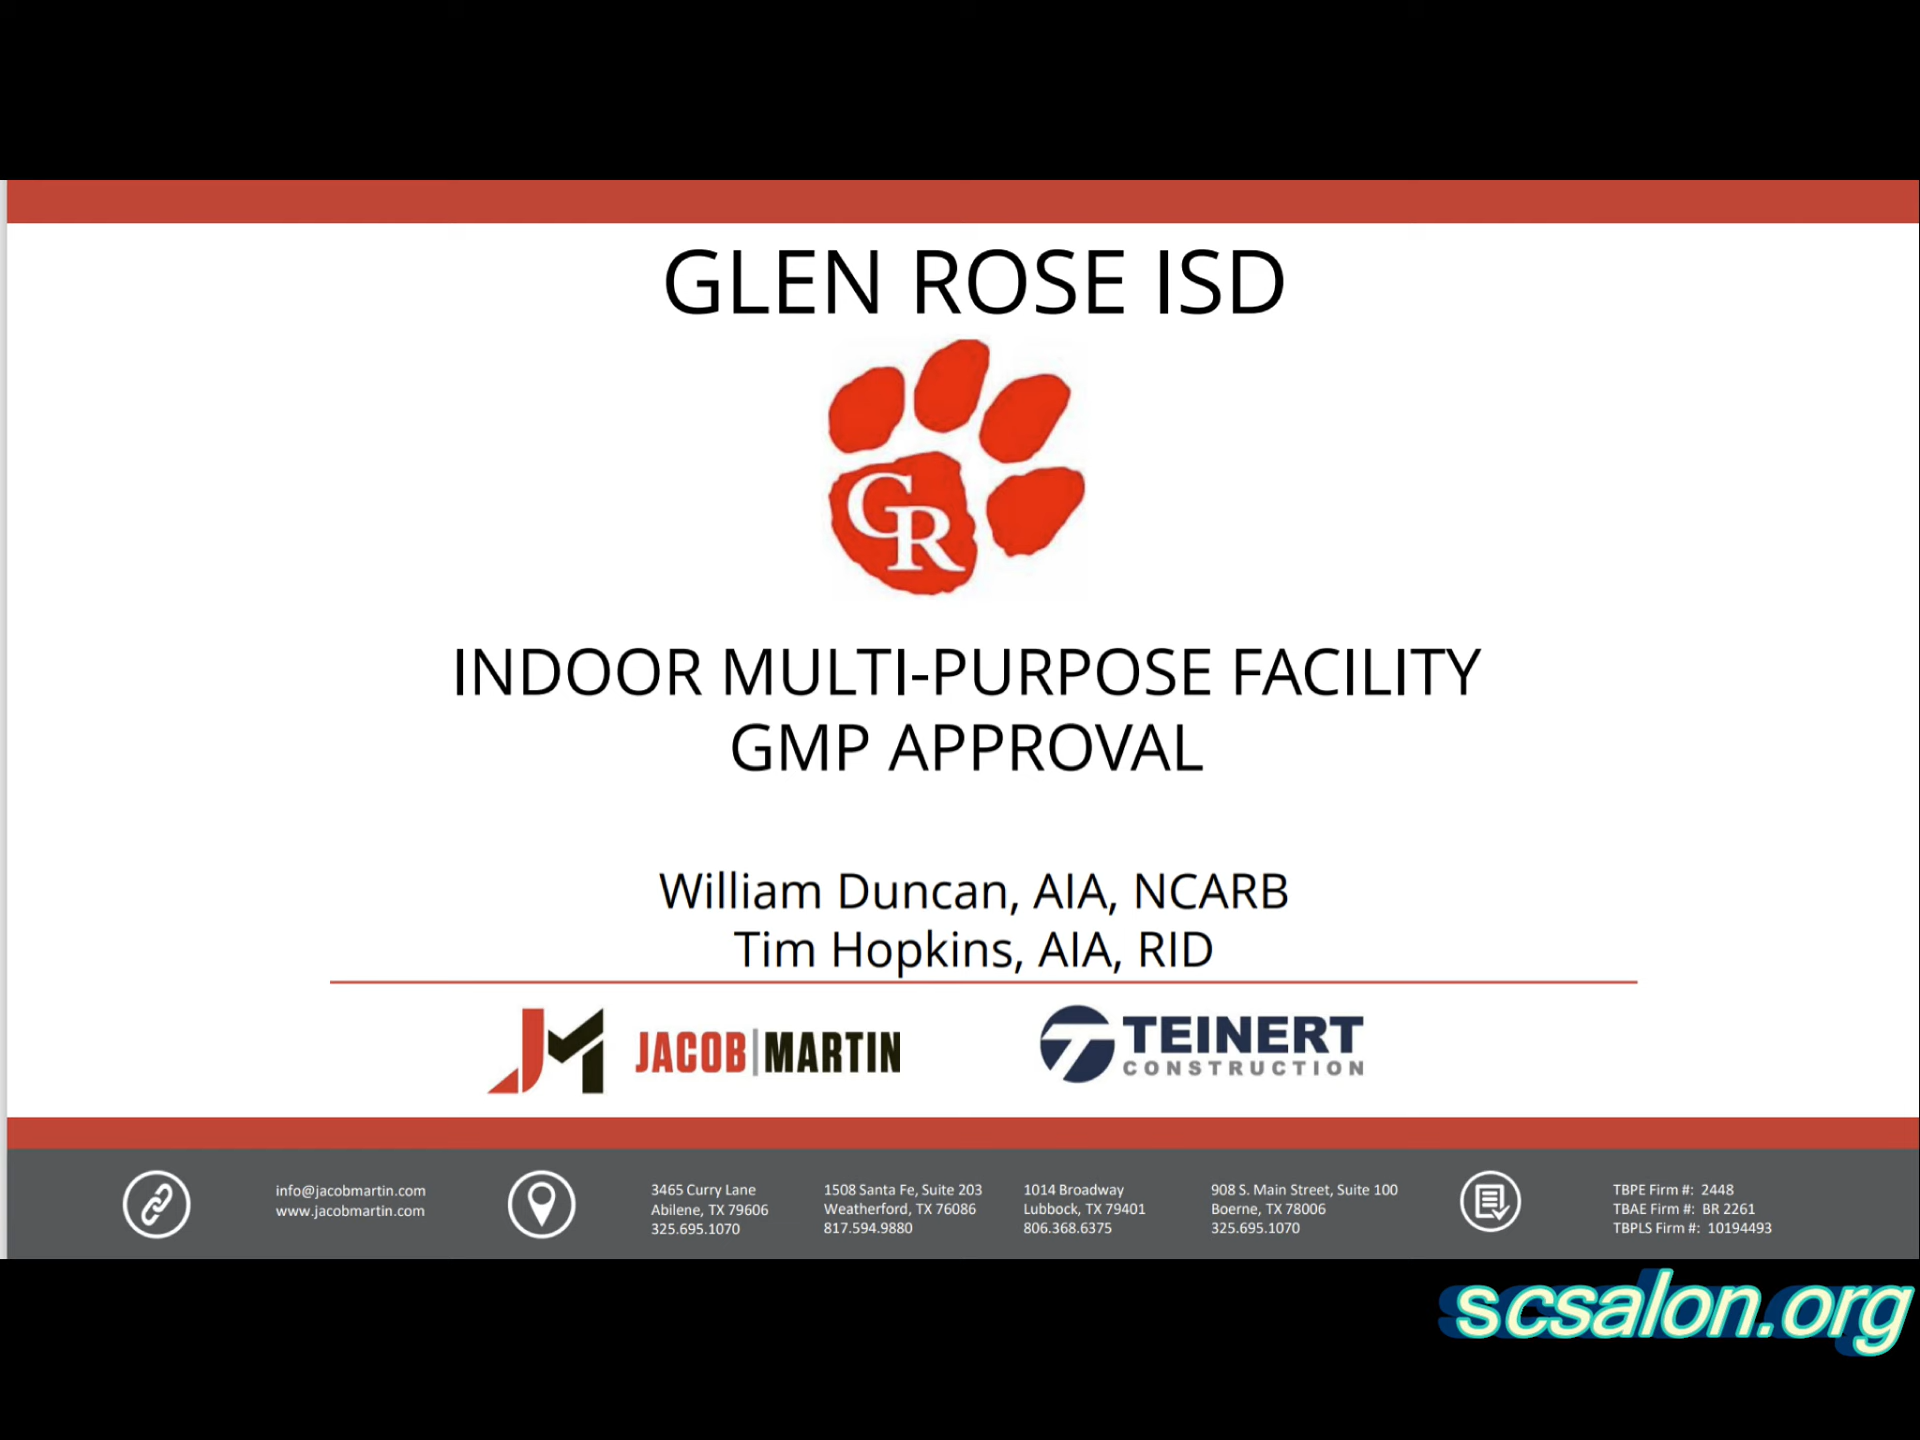 GLEN ROSE ISD
GR
INDOOR MULTI-PURPOSE FACILITY
GMP APPROVAL
William Duncan, AIA, NCARB
Tim Hopkins, AIA, RID
JM JACOB|MARTIN
T TEINERT
CONSTRUCTION
info@jacobmartin.com
www.jacobmartin.com
3465 Curry Lane
Abilene, TX 79606
325.695.1070
1508 Santa Fe, Suite 203
Weatherford, TX 76086
817.594.9880
1014 Broadway
Lubbock, TX 79401
806.368.6375
908 S. Main Street, Suite 100
Boerne, TX 78006
325.695.1070
TBPE Firm #: 2448
TBAE Firm #: BR 2261
TBPLS Firm #: 10194493
scsalon.org